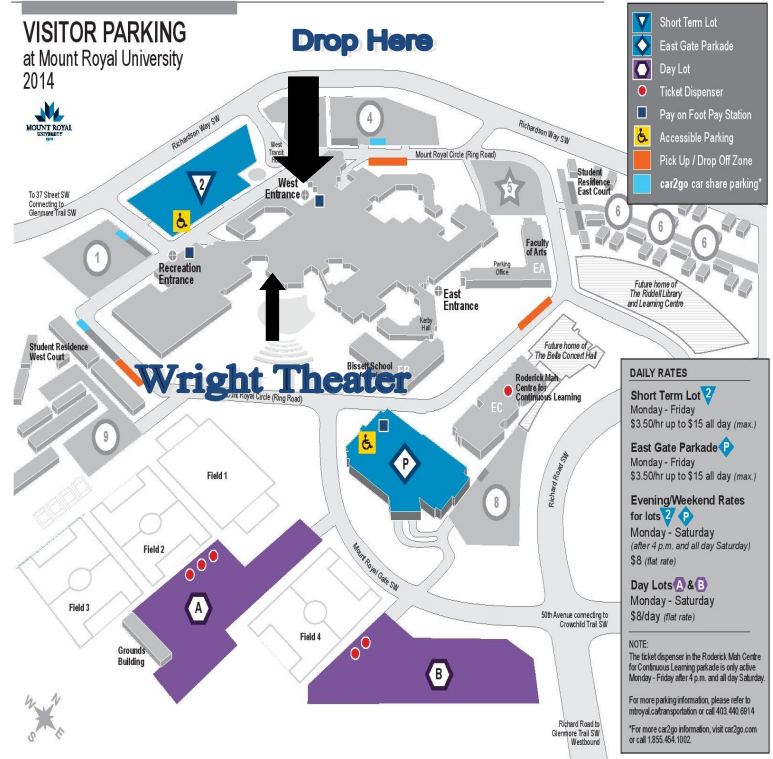 VISITOR PARKING
at Mount Royal University
2014
MOUNT ROYAL
UNIVERSITY
Drop Here
Short Term Lot
East Gate Parkade
Day Lot
Ticket Dispenser
Pay on Foot Pay Station
Accessible Parking
Pick Up / Drop Off Zone
car2go car share parking*
Richardson Way SW
Richardson Way SW
West
Transit
4
Mount Royal Circle (Ring Road)
2
West
Entrance
5
Student
Residence
East Court
6
6
6
To 37 Street SW
Connecting to
Glenmore Trail SW
1
Recreation
Entrance
Faculty
of Arts
Parking
Office
EA
East
Entrance
Kerby
Hall
Future home of
The Riddell Library
and Learning Centre
Future home of
The Bella Concert Hall
Student Residence
West Court
Bissett School
EB
Wright Theater
Roderick Mah
Centre for
Continuous Learning
EC
Mount Royal Circle (Ring Road)
9
P
8
Richard Road SW
Field 1
Field 2
Field 3
Field 4
A
B
Grounds
Building
Mount Royal Gate SW
50th Avenue connecting to
Crowchild Trail SW
Richard Road to
Glenmore Trail SW
Westbound
N
W
E
S
DAILY RATES
Short Term Lot 2
Monday - Friday
$3.50/hr up to $15 all day (max.)
East Gate Parkade P
Monday - Friday
$3.50/hr up to $15 all day (max.)
Evening/Weekend Rates
for lots 2 P
Monday - Saturday
(after 4 p.m. and all day Saturday)
$8 (flat rate)
Day Lots A & B
Monday - Saturday
$8/day (flat rate)
NOTE:
The ticket dispenser in the Roderick Mah Centre
for Continuous Learning parkade is only active
Monday - Friday after 4 p.m. and all day Saturday.
For more parking information, please refer to
mtroyal.ca/transportation or call 403.440.6914
*For more car2go information, visit car2go.com
or call 1.855.454.1002.